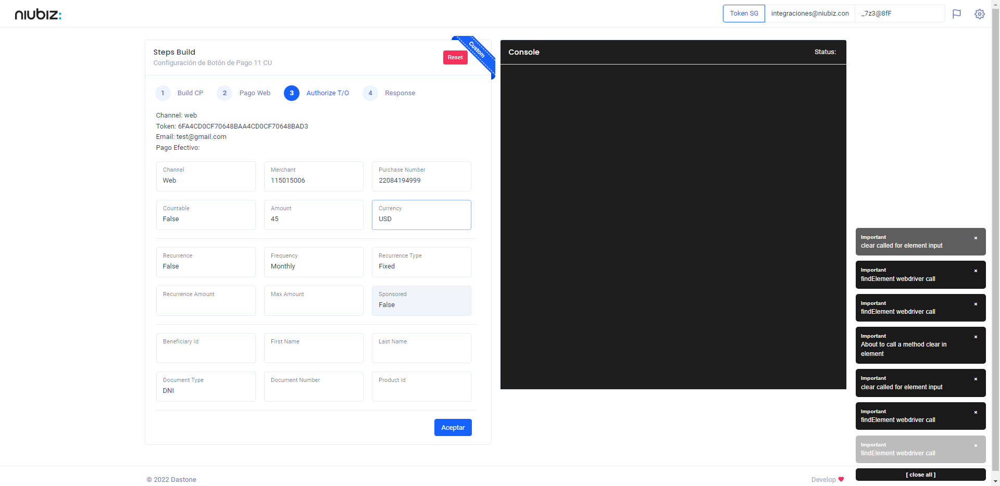 niubiz:
Token SG
integraciones@niubiz.con
_7z3@8fF
Steps Build
Configuración de Botón de Pago 11 CU
Reset
Custom
1 Build CP
2 Pago Web
3 Authorize T/O
4 Response
Channel: web
Token: 6FA4CD0CF70648BAA4CD0CF70648BAD3
Email: test@gmail.com
Pago Efectivo:
Channel
Web
Merchant
115015006
Purchase Number
22084194999
Countable
False
Amount
45
Currency
USD
Recurrence
False
Frequency
Monthly
Recurrence Type
Fixed
Recurrence Amount
Max Amount
Sponsored
False
Beneficiary Id
First Name
Last Name
Document Type
DNI
Document Number
Product Id
Aceptar
Console
Status:
Important
clear called for element input
Important
findElement webdriver call
Important
findElement webdriver call
Important
About to call a method clear in
element
Important
clear called for element input
Important
findElement webdriver call
Important
findElement webdriver call
[ close all ]
© 2022 Dastone
Develop